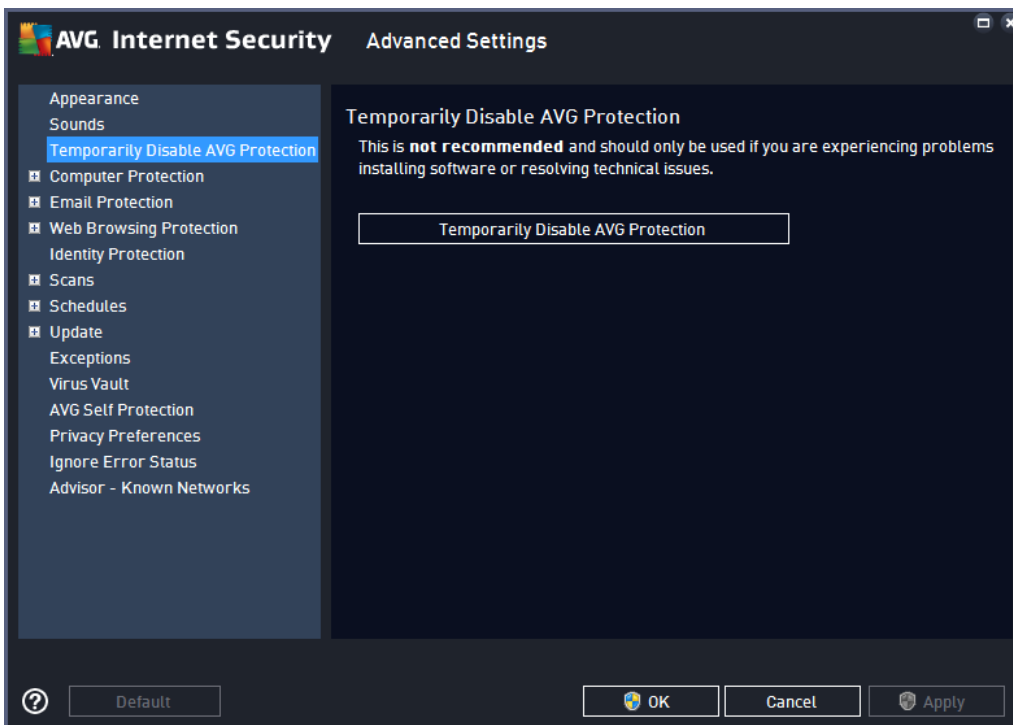 AVG. Internet Security Advanced Settings
Appearance
Sounds
Temporarily Disable AVG Protection
Computer Protection
Email Protection
Web Browsing Protection
Identity Protection
Scans
Schedules
Update
Exceptions
Virus Vault
AVG Self Protection
Privacy Preferences
Ignore Error Status
Advisor - Known Networks
Temporarily Disable AVG Protection
This is not recommended and should only be used if you are experiencing problems
installing software or resolving technical issues.
Temporarily Disable AVG Protection
? Default OK Cancel Apply